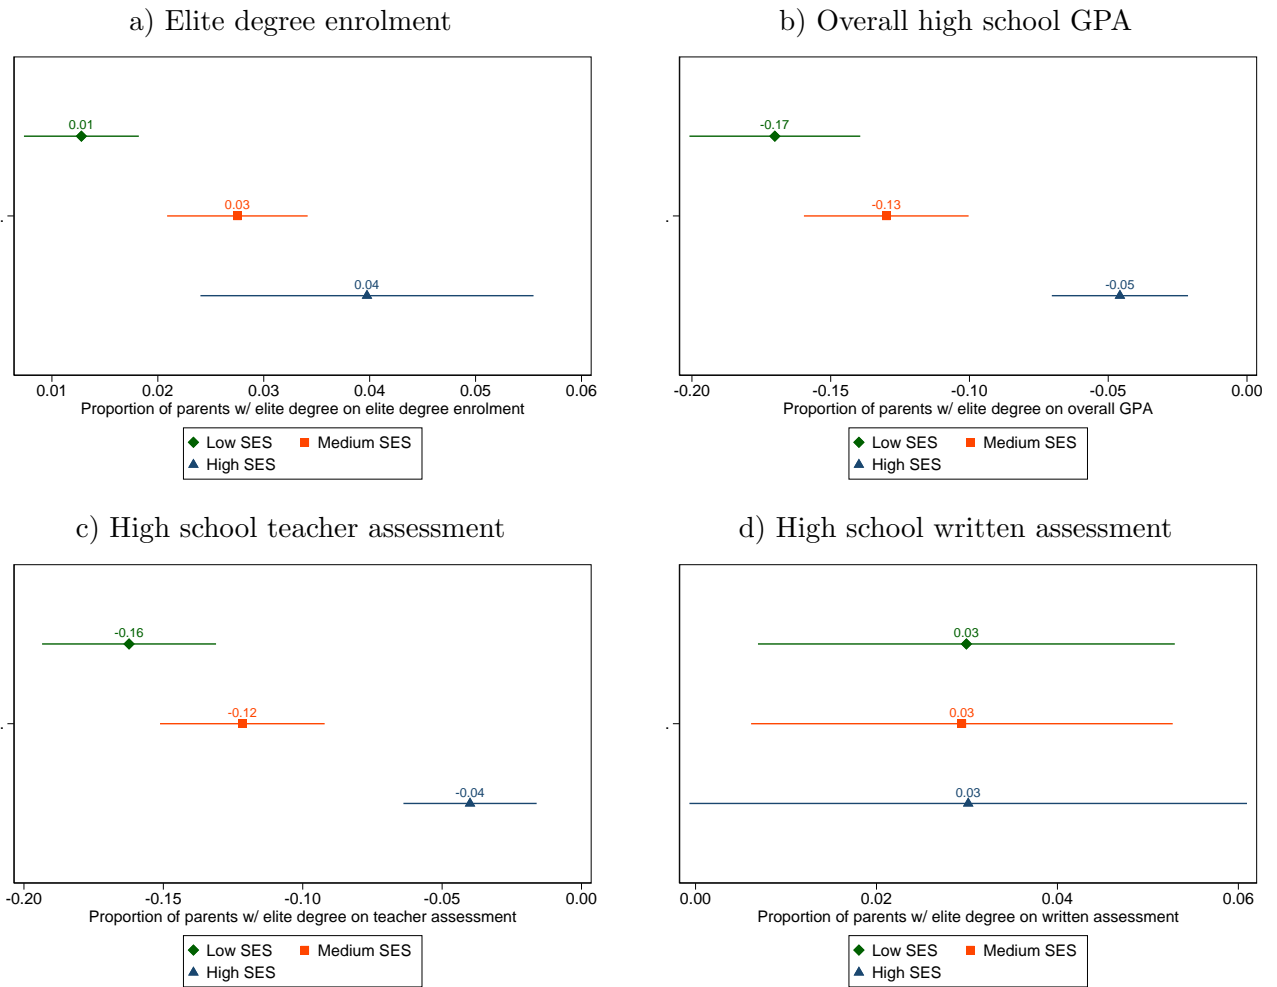 a) Elite degree enrolment
0.01
0.03
.
0.04
0.01 0.02 0.03 0.04 0.05 0.06
Proportion of parents w/ elite degree on elite degree enrolment
Low SES Medium SES
High SES
b) Overall high school GPA
-0.17
-0.13
.
-0.05
-0.20 -0.15 -0.10 -0.05 0.00
Proportion of parents w/ elite degree on overall GPA
Low SES Medium SES
High SES
c) High school teacher assessment
-0.16
-0.12
.
-0.04
-0.20 -0.15 -0.10 -0.05 0.00
Proportion of parents w/ elite degree on teacher assessment
Low SES Medium SES
High SES
d) High school written assessment
0.03
0.03
.
0.03
0.00 0.02 0.04 0.06
Proportion of parents w/ elite degree on written assessment
Low SES Medium SES
High SES